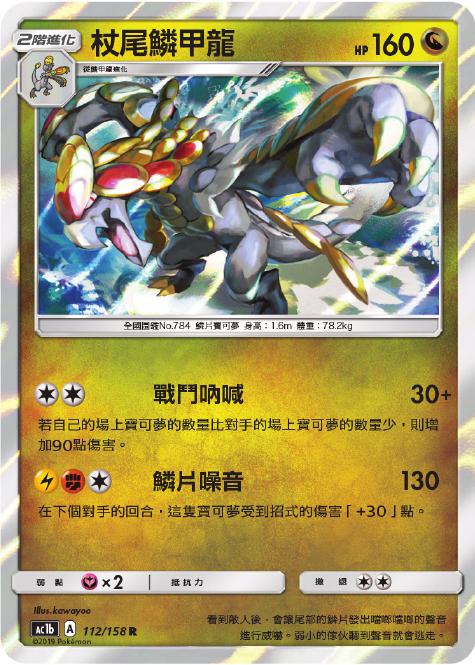 2階進化 杖尾鱗甲龍 HP 160
從鱗甲龍進化
全國圖鑑No.784 鱗片寶可夢 身高：1.6m 體重：78.2kg
戰鬥吶喊 30+
若自己的場上寶可夢的數量比對手的場上寶可夢的數量少，則增
加90點傷害。
鱗片噪音 130
在下個對手的回合，這隻寶可夢受到招式的傷害「+30」點。
弱點 ×2 抵抗力 撤退
Illus.kawayoo
AC1b A 112/158 R
©2019 Pokémon
看到敵人後，會讓尾部的鱗片發出噹啷噹啷的聲音
進行威嚇。弱小的傢伙聽到聲音就會逃走。